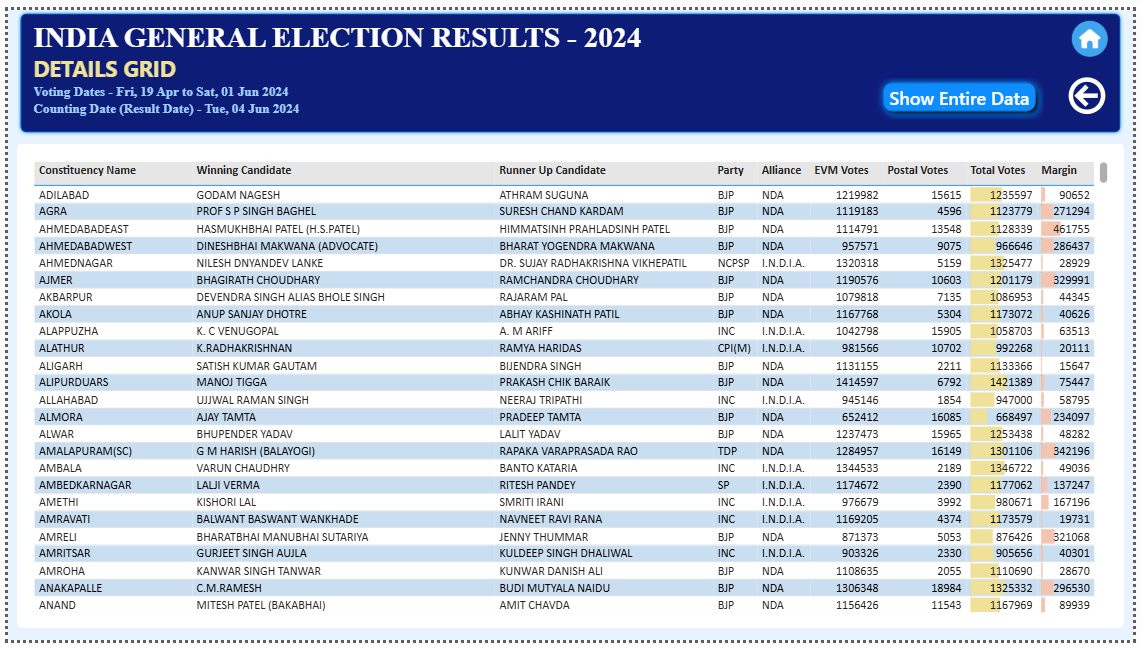 INDIA GENERAL ELECTION RESULTS - 2024
DETAILS GRID
Voting Dates - Fri, 19 Apr to Sat, 01 Jun 2024
Counting Date (Result Date) - Tue, 04 Jun 2024
Show Entire Data
Constituency Name Winning Candidate Runner Up Candidate Party Alliance EVM Votes Postal Votes Total Votes Margin
ADILABAD GODAM NAGESH ATHRAM SUGUNA BJP NDA 1219982 15615 1235597 90652
AGRA PROF S P SINGH BAGHEL SURESH CHAND KARDAM BJP NDA 1119183 4596 1123779 271294
AHMEDABADEAST HASMUKHBHAI PATEL (H.S.PATEL) HIMMATSINH PRAHLADSINH PATEL BJP NDA 1114791 13548 1128339 461755
AHMEDABADWEST DINESHBHAI MAKWANA (ADVOCATE) BHARAT YOGENDRA MAKWANA BJP NDA 957571 9075 966646 286437
AHMEDNAGAR NILESH DNYANDEV LANKE DR. SUJAY RADHAKRISHNA VIKHEPATIL NCPSP I.N.D.I.A. 1320318 5159 1325477 28929
AJMER BHAGIRATH CHOUDHARY RAMCHANDRA CHOUDHARY BJP NDA 1190576 10603 1201179 329991
AKBARPUR DEVENDRA SINGH ALIAS BHOLE SINGH RAJARAM PAL BJP NDA 1079818 7135 1086953 44345
AKOLA ANUP SANJAY DHOTRE ABHAY KASHINATH PATIL BJP NDA 1167768 5304 1173072 40626
ALAPPUZHA K. C VENUGOPAL A. M ARIFF INC I.N.D.I.A. 1042798 15905 1058703 63513
ALATHUR K.RADHAKRISHNAN RAMYA HARIDAS CPI(M) I.N.D.I.A. 981566 10702 992268 20111
ALIGARH SATISH KUMAR GAUTAM BIJENDRA SINGH BJP NDA 1131155 2211 1133366 15647
ALIPURDUARS MANOJ TIGGA PRAKASH CHIK BARAIK BJP NDA 1414597 6792 1421389 75447
ALLAHABAD UJJWAL RAMAN SINGH NEERAJ TRIPATHI INC I.N.D.I.A. 945146 1854 947000 58795
ALMORA AJAY TAMTA PRADEEP TAMTA BJP NDA 652412 16085 668497 234097
ALWAR BHUPENDER YADAV LALIT YADAV BJP NDA 1237473 15965 1253438 48282
AMALAPURAM(SC) G M HARISH (BALAYOGI) RAPAKA VARAPRASADA RAO TDP NDA 1284957 16149 1301106 342196
AMBALA VARUN CHAUDHRY BANTO KATARIA INC I.N.D.I.A. 1344533 2189 1346722 49036
AMBEDKARNAGAR LALJI VERMA RITESH PANDEY SP I.N.D.I.A. 1174672 2390 1177062 137247
AMETHI KISHORI LAL SMRITI IRANI INC I.N.D.I.A. 976679 3992 980671 167196
AMRAVATI BALWANT BASWANT WANKHADE NAVNEET RAVI RANA INC I.N.D.I.A. 1169205 4374 1173579 19731
AMRELI BHARATBHAI MANUBHAI SUTARIYA JENNY THUMMAR BJP NDA 871373 5053 876426 321068
AMRITSAR GURJEET SINGH AUJLA KULDEEP SINGH DHALIWAL INC I.N.D.I.A. 903326 2330 905656 40301
AMROHA KANWAR SINGH TANWAR KUNWAR DANISH ALI BJP NDA 1108635 2055 1110690 28670
ANAKAPALLE C.M.RAMESH BUDI MUTYALA NAIDU BJP NDA 1306348 18984 1325332 296530
ANAND MITESH PATEL (BAKABHAI) AMIT CHAVDA BJP NDA 1156426 11543 1167969 89939